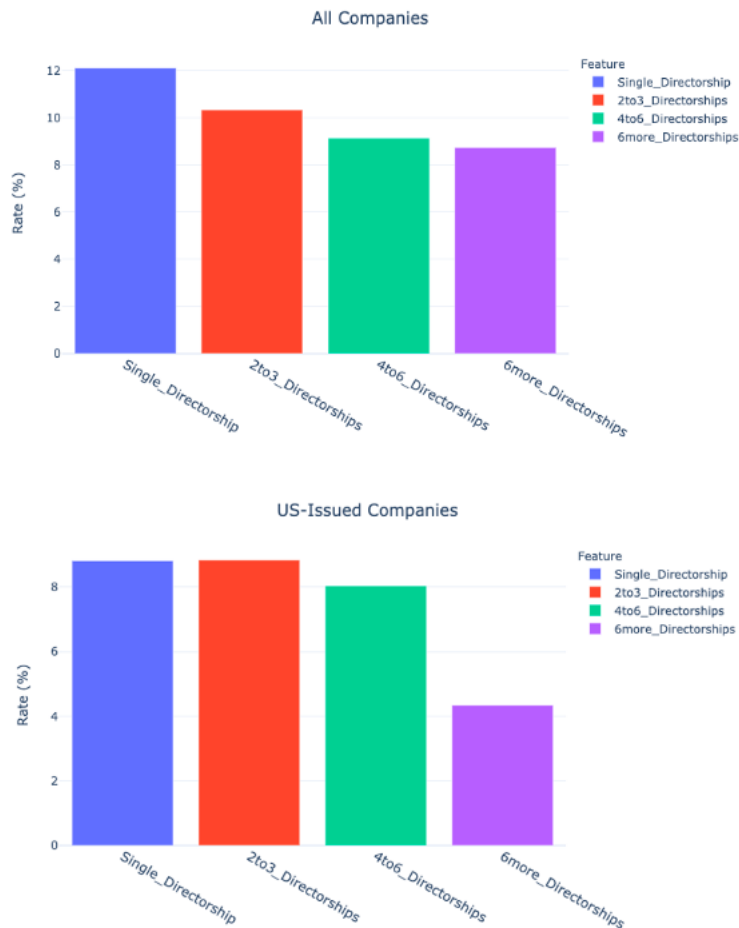 All Companies
12
10
8
6
4
2
0
Rate (%)
Single_Directorship
2to3_Directorships
4to6_Directorships
6more_Directorships
Feature
Single_Directorship
2to3_Directorships
4to6_Directorships
6more_Directorships
US-Issued Companies
8
6
4
2
0
Rate (%)
Single_Directorship
2to3_Directorships
4to6_Directorships
6more_Directorships
Feature
Single_Directorship
2to3_Directorships
4to6_Directorships
6more_Directorships